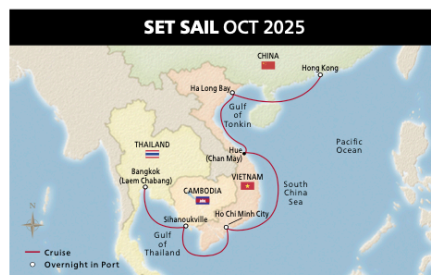 SET SAIL OCT 2025
CHINA
Hong Kong
Ha Long Bay
Gulf
of
Tonkin
Pacific
Ocean
THAILAND
Hue
(Chan May)
Bangkok
(Laem Chabang)
VIETNAM
CAMBODIA
South
China
Sea
Sihanoukville
Ho Chi Minh City
Gulf
of
Thailand
N
Cruise
Overnight in Port